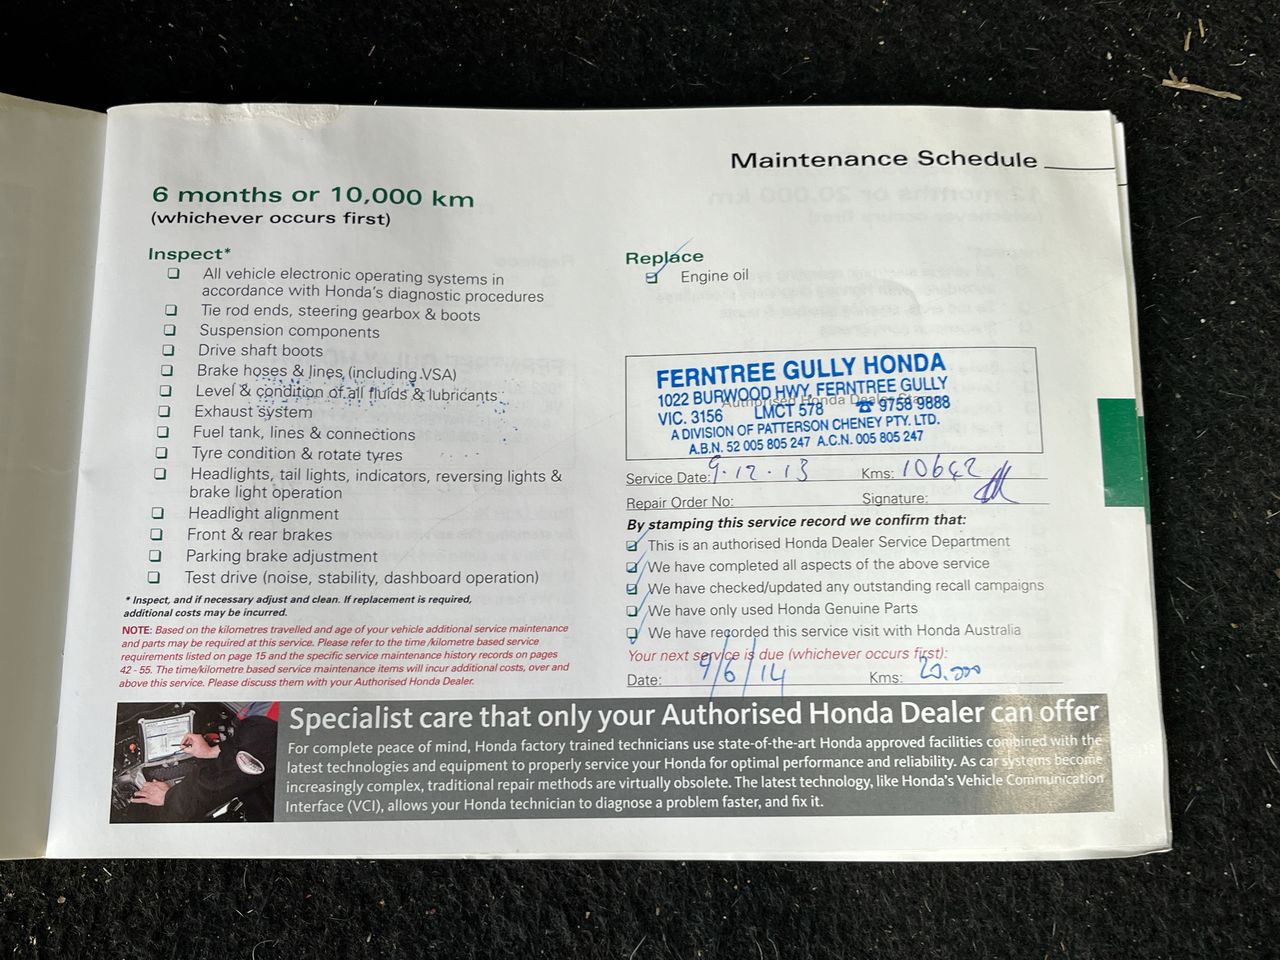 Maintenance Schedule
6 months or 10,000 km
(whichever occurs first)
Inspect*
All vehicle electronic operating systems in
accordance with Honda's diagnostic procedures
Tie rod ends, steering gearbox & boots
Suspension components
Drive shaft boots
Brake hoses & lines (including VSA)
Level & condition of all fluids & lubricants
Exhaust system
Fuel tank, lines & connections
Tyre condition & rotate tyres
Headlights, tail lights, indicators, reversing lights &
brake light operation
Headlight alignment
Front & rear brakes
Parking brake adjustment
Test drive (noise, stability, dashboard operation)
* Inspect, and if necessary adjust and clean. If replacement is required,
additional costs may be incurred.
NOTE: Based on the kilometres travelled and age of your vehicle additional service maintenance
and parts may be required at this service. Please refer to the time /kilometre based service
requirements listed on page 15 and the specific service maintenance history records on pages
42 - 55. The time/kilometre based service maintenance items will incur additional costs, over and
above this service. Please discuss them with your Authorised Honda Dealer.
Replace
Engine oil
FERNTREE GULLY HONDA
1022 BURWOOD HWY, FERNTREE GULLY
Authorised Honda Dealer
VIC. 3156 LMCT 578 ☎ 9758 9888
A DIVISION OF PATTERSON CHENEY PTY. LTD.
A.B.N. 52 005 805 247 A.C.N. 005 805 247
Service Date: 9.12.13 Kms: 10642
Repair Order No: Signature:
By stamping this service record we confirm that:
This is an authorised Honda Dealer Service Department
We have completed all aspects of the above service
We have checked/updated any outstanding recall campaigns
We have only used Honda Genuine Parts
We have recorded this service visit with Honda Australia
Your next service is due (whichever occurs first):
Date: 9/6/14 Kms: 20.000
Specialist care that only your Authorised Honda Dealer can offer
For complete peace of mind, Honda factory trained technicians use state-of-the-art Honda approved facilities combined with the
latest technologies and equipment to properly service your Honda for optimal performance and reliability. As car systems become
increasingly complex, traditional repair methods are virtually obsolete. The latest technology, like Honda's Vehicle Communication
Interface (VCI), allows your Honda technician to diagnose a problem faster, and fix it.